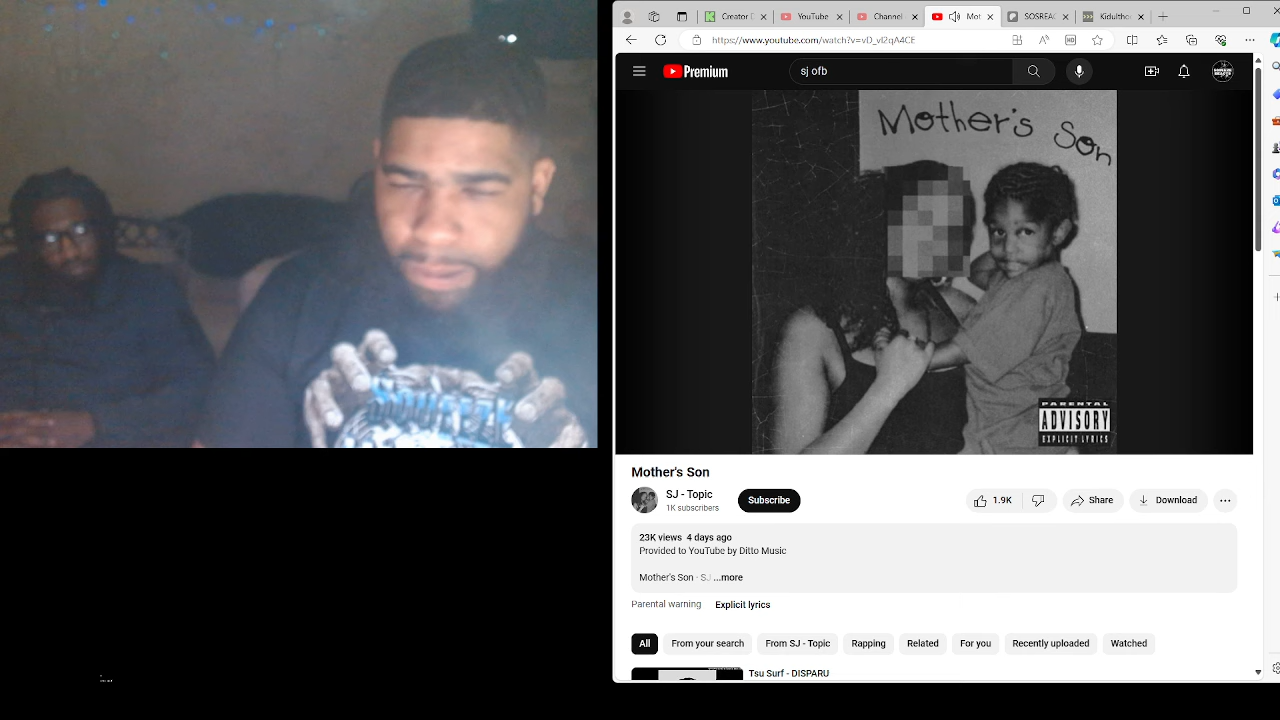 Creator D
YouTube
Channel
Mot
SOSREAC
Kidultho
https://www.youtube.com/watch?v=vD_vl2qA4CE
Premium
sj ofb
Mother's Son
PARENTAL
ADVISORY
EXPLICIT LYRICS
Mother's Son
SJ - Topic
1K subscribers
Subscribe
1.9K
Share
Download
23K views 4 days ago
Provided to YouTube by Ditto Music
Mother's Son · SJ ...more
Parental warning Explicit lyrics
All
From your search
From SJ - Topic
Rapping
Related
For you
Recently uploaded
Watched
Tsu Surf - DISPARU